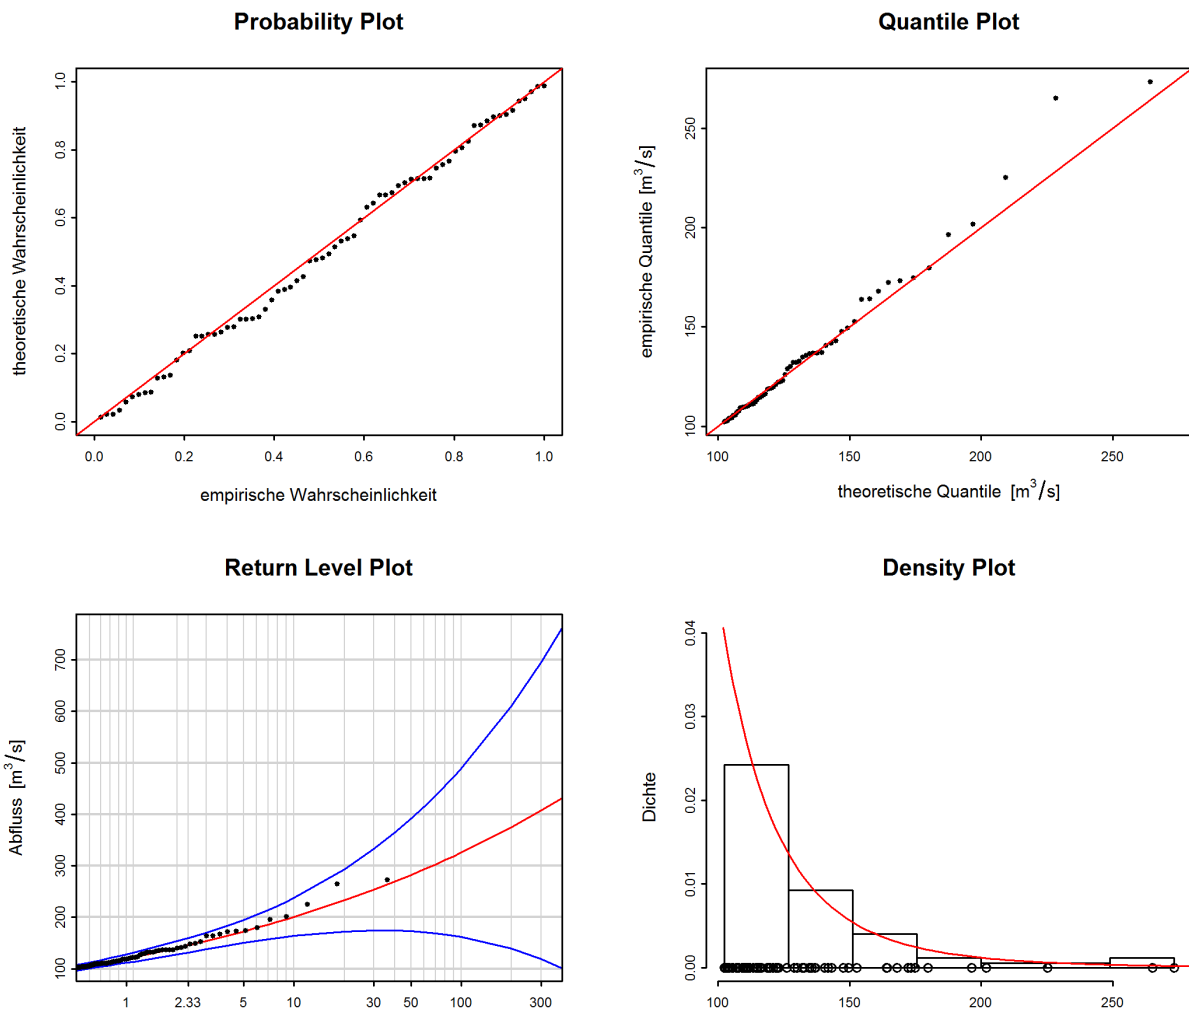 Probability Plot
theoretische Wahrscheinlichkeit
1.0
0.8
0.6
0.4
0.2
0.0
0.0 0.2 0.4 0.6 0.8 1.0
empirische Wahrscheinlichkeit
Quantile Plot
empirische Quantile [m³/s]
250
200
150
100
100 150 200 250
theoretische Quantile [m³/s]
Return Level Plot
Abfluss [m³/s]
700
600
500
400
300
200
100
1 2.33 5 10 30 50 100 300
Density Plot
Dichte
0.04
0.03
0.02
0.01
0.00
100 150 200 250